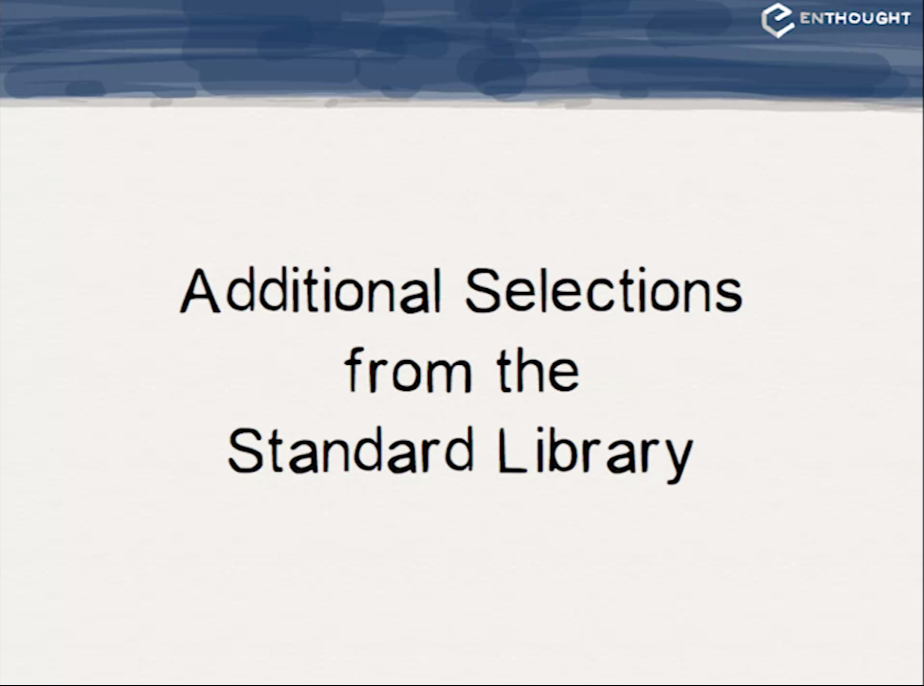 ENTHOUGHT
Additional Selections
from the
Standard Library